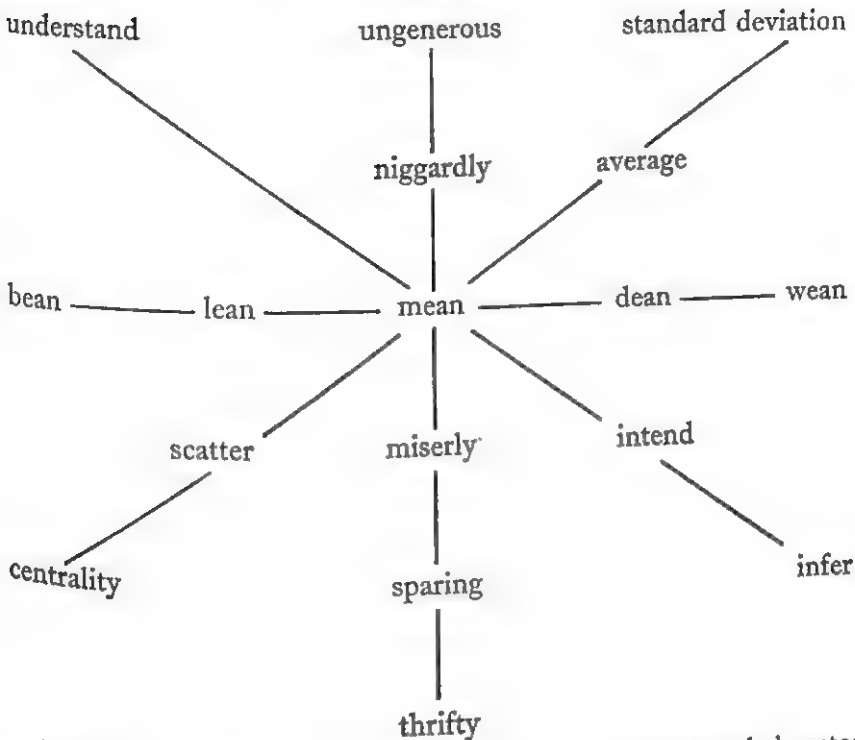 understand ungenerous standard deviation
niggardly average
bean lean mean dean wean
scatter miserly intend
centrality sparing infer
thrifty